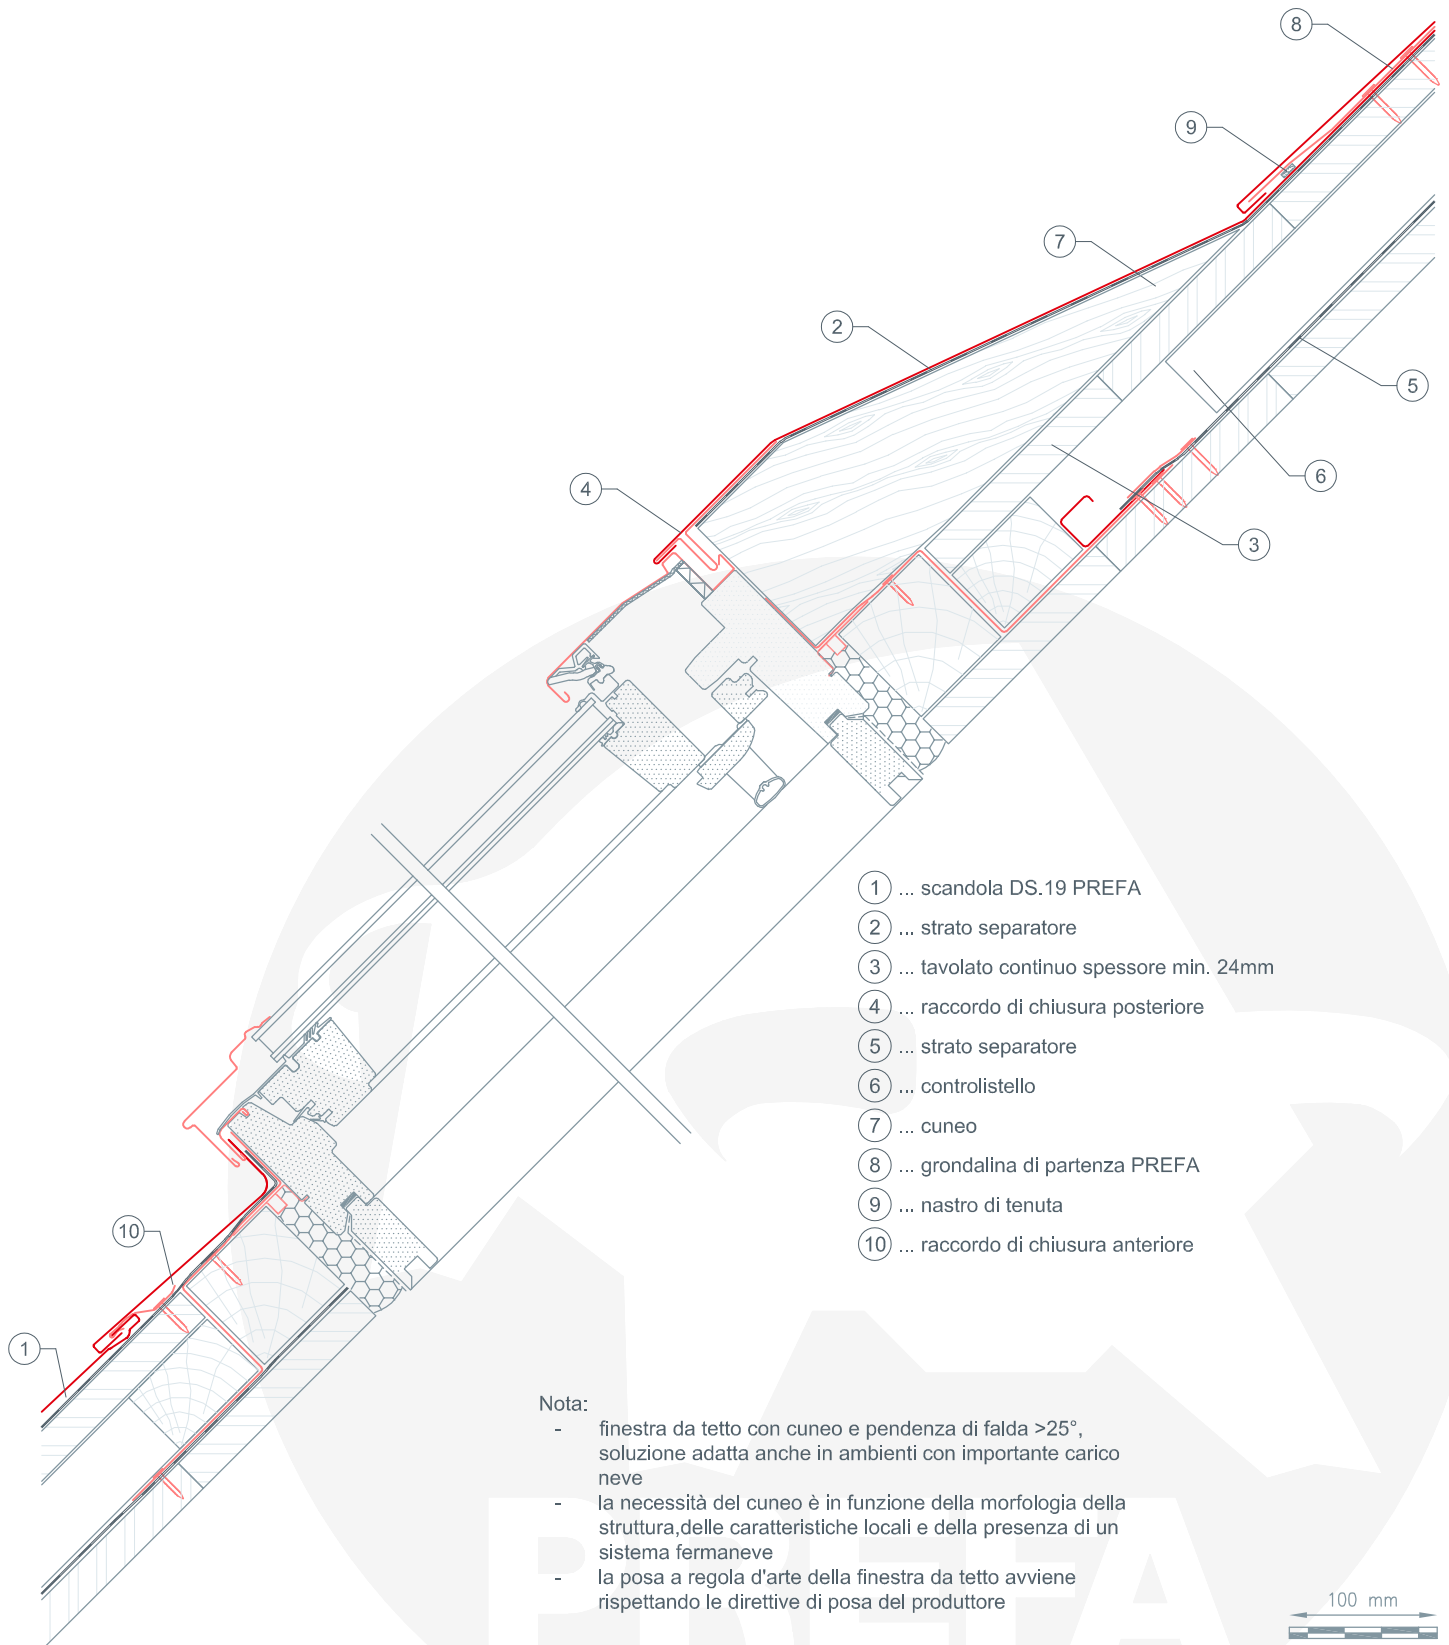 8
9
7
2
5
4
6
3
① ... scandola DS.19 PREFA
② ... strato separatore
③ ... tavolato continuo spessore min. 24mm
④ ... raccordo di chiusura posteriore
⑤ ... strato separatore
⑥ ... controlistello
⑦ ... cuneo
⑧ ... grondalina di partenza PREFA
⑨ ... nastro di tenuta
⑩ ... raccordo di chiusura anteriore
10
1
Nota:
- finestra da tetto con cuneo e pendenza di falda >25°,
soluzione adatta anche in ambienti con importante carico
neve
- la necessità del cuneo è in funzione della morfologia della
struttura,delle caratteristiche locali e della presenza di un
sistema fermaneve
- la posa a regola d'arte della finestra da tetto avviene
rispettando le direttive di posa del produttore
100 mm
PREFA